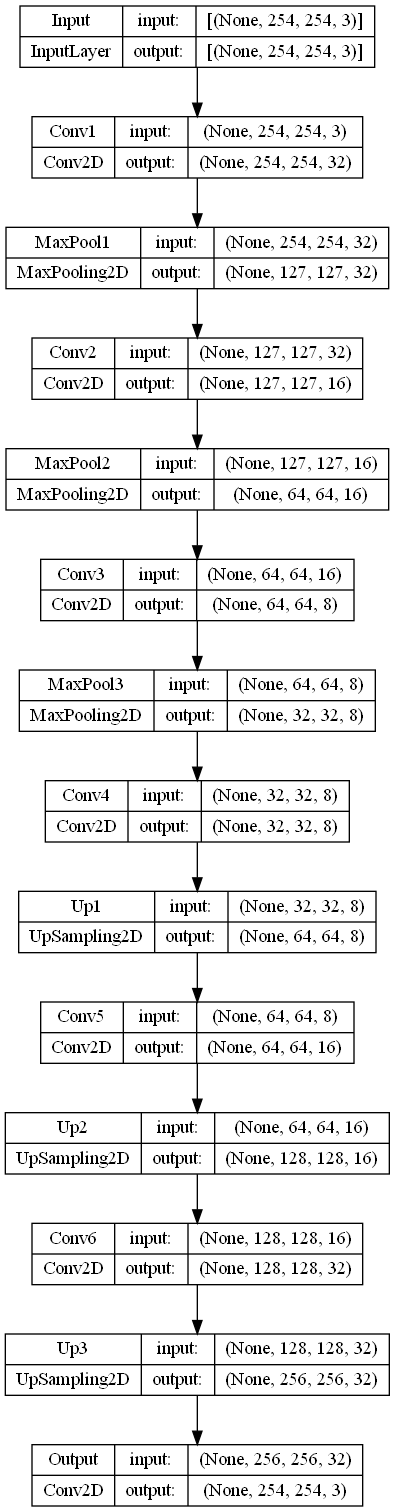 Input input: [(None, 254, 254, 3)]
InputLayer output: [(None, 254, 254, 3)]
Conv1 input: (None, 254, 254, 3)
Conv2D output: (None, 254, 254, 32)
MaxPool1 input: (None, 254, 254, 32)
MaxPooling2D output: (None, 127, 127, 32)
Conv2 input: (None, 127, 127, 32)
Conv2D output: (None, 127, 127, 16)
MaxPool2 input: (None, 127, 127, 16)
MaxPooling2D output: (None, 64, 64, 16)
Conv3 input: (None, 64, 64, 16)
Conv2D output: (None, 64, 64, 8)
MaxPool3 input: (None, 64, 64, 8)
MaxPooling2D output: (None, 32, 32, 8)
Conv4 input: (None, 32, 32, 8)
Conv2D output: (None, 32, 32, 8)
Up1 input: (None, 32, 32, 8)
UpSampling2D output: (None, 64, 64, 8)
Conv5 input: (None, 64, 64, 8)
Conv2D output: (None, 64, 64, 16)
Up2 input: (None, 64, 64, 16)
UpSampling2D output: (None, 128, 128, 16)
Conv6 input: (None, 128, 128, 16)
Conv2D output: (None, 128, 128, 32)
Up3 input: (None, 128, 128, 32)
UpSampling2D output: (None, 256, 256, 32)
Output input: (None, 256, 256, 32)
Conv2D output: (None, 254, 254, 3)